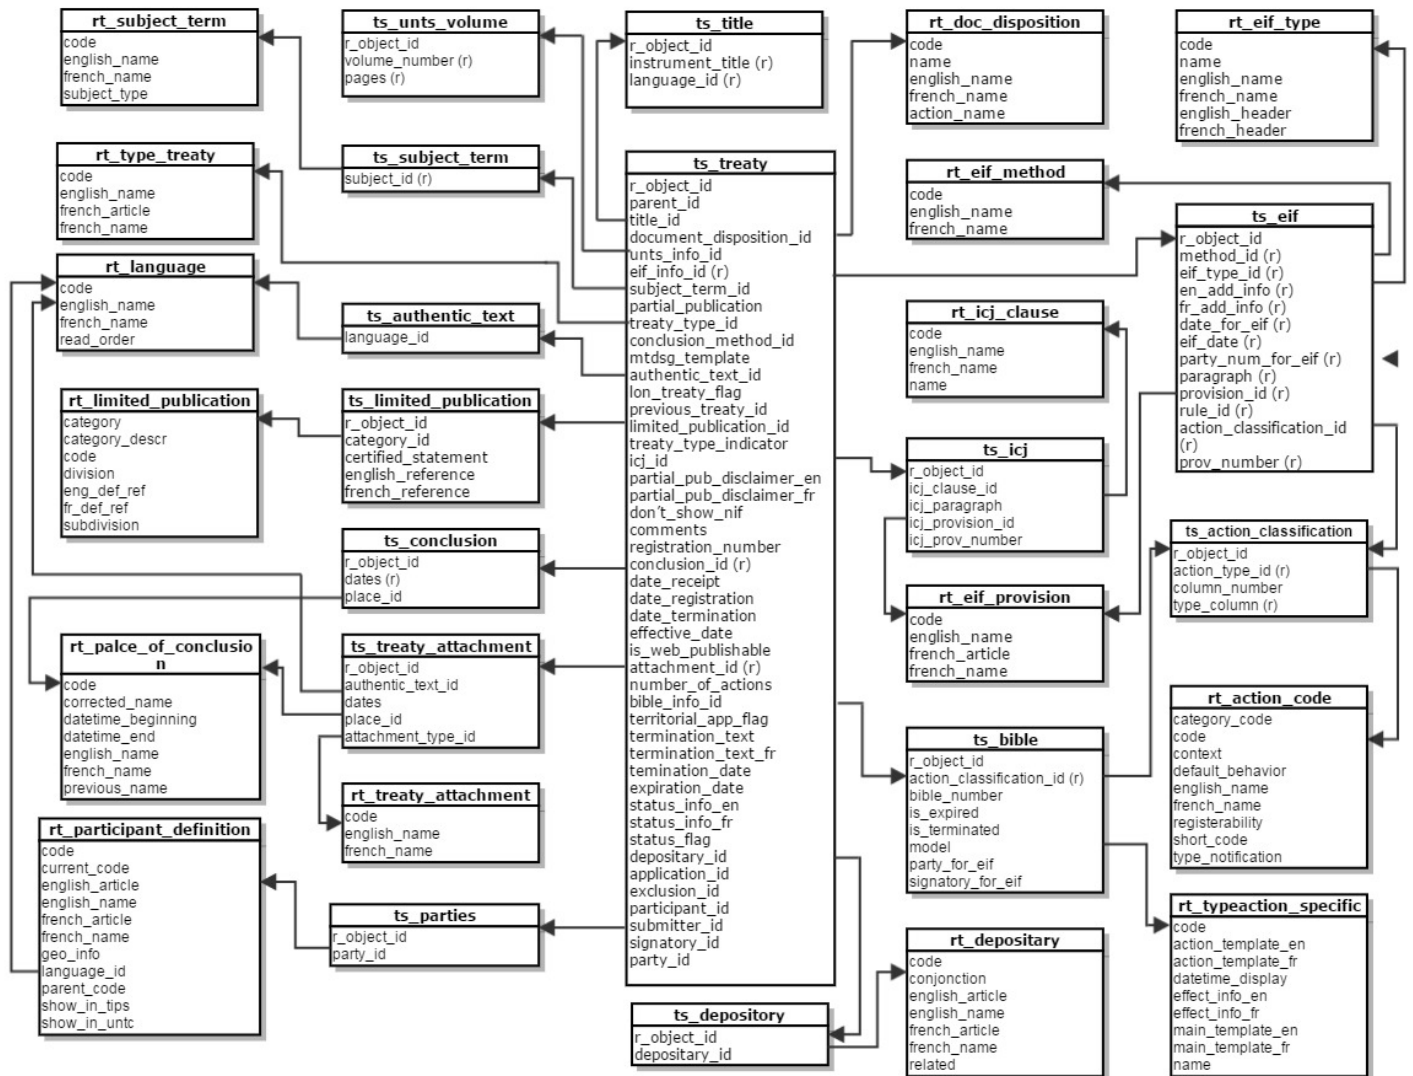 rt_subject_term
code
english_name
french_name
subject_type
ts_unts_volume
r_object_id
volume_number (r)
pages (r)
ts_title
r_object_id
instrument_title (r)
language_id (r)
rt_doc_disposition
code
name
english_name
french_name
action_name
rt_eif_type
code
name
english_name
french_name
english_header
french_header
rt_type_treaty
code
english_name
french_article
french_name
ts_subject_term
subject_id (r)
ts_treaty
r_object_id
parent_id
title_id
document_disposition_id
unts_info_id
eif_info_id (r)
subject_term_id
partial_publication
treaty_type_id
conclusion_method_id
mtdsg_template
authentic_text_id
lon_treaty_flag
previous_treaty_id
limited_publication_id
treaty_type_indicator
icj_id
partial_pub_disclaimer_en
partial_pub_disclaimer_fr
don´t_show_nif
comments
registration_number
conclusion_id (r)
date_receipt
date_registration
date_termination
effective_date
is_web_publishable
attachment_id (r)
number_of_actions
bible_info_id
territorial_app_flag
termination_text
termination_text_fr
temination_date
expiration_date
status_info_en
status_info_fr
status_flag
depositary_id
application_id
exclusion_id
participant_id
submitter_id
signatory_id
party_id
rt_eif_method
code
english_name
french_name
ts_eif
r_object_id
method_id (r)
eif_type_id (r)
en_add_info (r)
fr_add_info (r)
date_for_eif (r)
eif_date (r)
party_num_for_eif (r)
paragraph (r)
provision_id (r)
rule_id (r)
action_classification_id
(r)
prov_number (r)
rt_language
code
english_name
french_name
read_order
ts_authentic_text
language_id
rt_icj_clause
code
english_name
french_name
name
rt_limited_publication
category
category_descr
code
division
eng_def_ref
fr_def_ref
subdivision
ts_limited_publication
r_object_id
category_id
certified_statement
english_reference
french_reference
ts_icj
r_object_id
icj_clause_id
icj_paragraph
icj_provision_id
icj_prov_number
ts_conclusion
r_object_id
dates (r)
place_id
ts_action_classification
r_object_id
action_type_id (r)
column_number
type_column (r)
rt_eif_provision
code
english_name
french_article
french_name
rt_palce_of_conclusio
n
code
corrected_name
datetime_beginning
datetime_end
english_name
french_name
previous_name
ts_treaty_attachment
r_object_id
authentic_text_id
dates
place_id
attachment_type_id
rt_action_code
category_code
code
context
default_behavior
english_name
french_name
registerability
short_code
type_notification
ts_bible
r_object_id
action_classification_id (r)
bible_number
is_expired
is_terminated
model
party_for_eif
signatory_for_eif
rt_treaty_attachment
code
english_name
french_name
rt_participant_definition
code
current_code
english_article
english_name
french_article
french_name
geo_info
language_id
parent_code
show_in_tips
show_in_untc
ts_parties
r_object_id
party_id
rt_typeaction_specific
code
action_template_en
action_template_fr
datetime_display
effect_info_en
effect_info_fr
main_template_en
main_template_fr
name
rt_depositary
code
conjonction
english_article
english_name
french_article
french_name
related
ts_depository
r_object_id
depositary_id